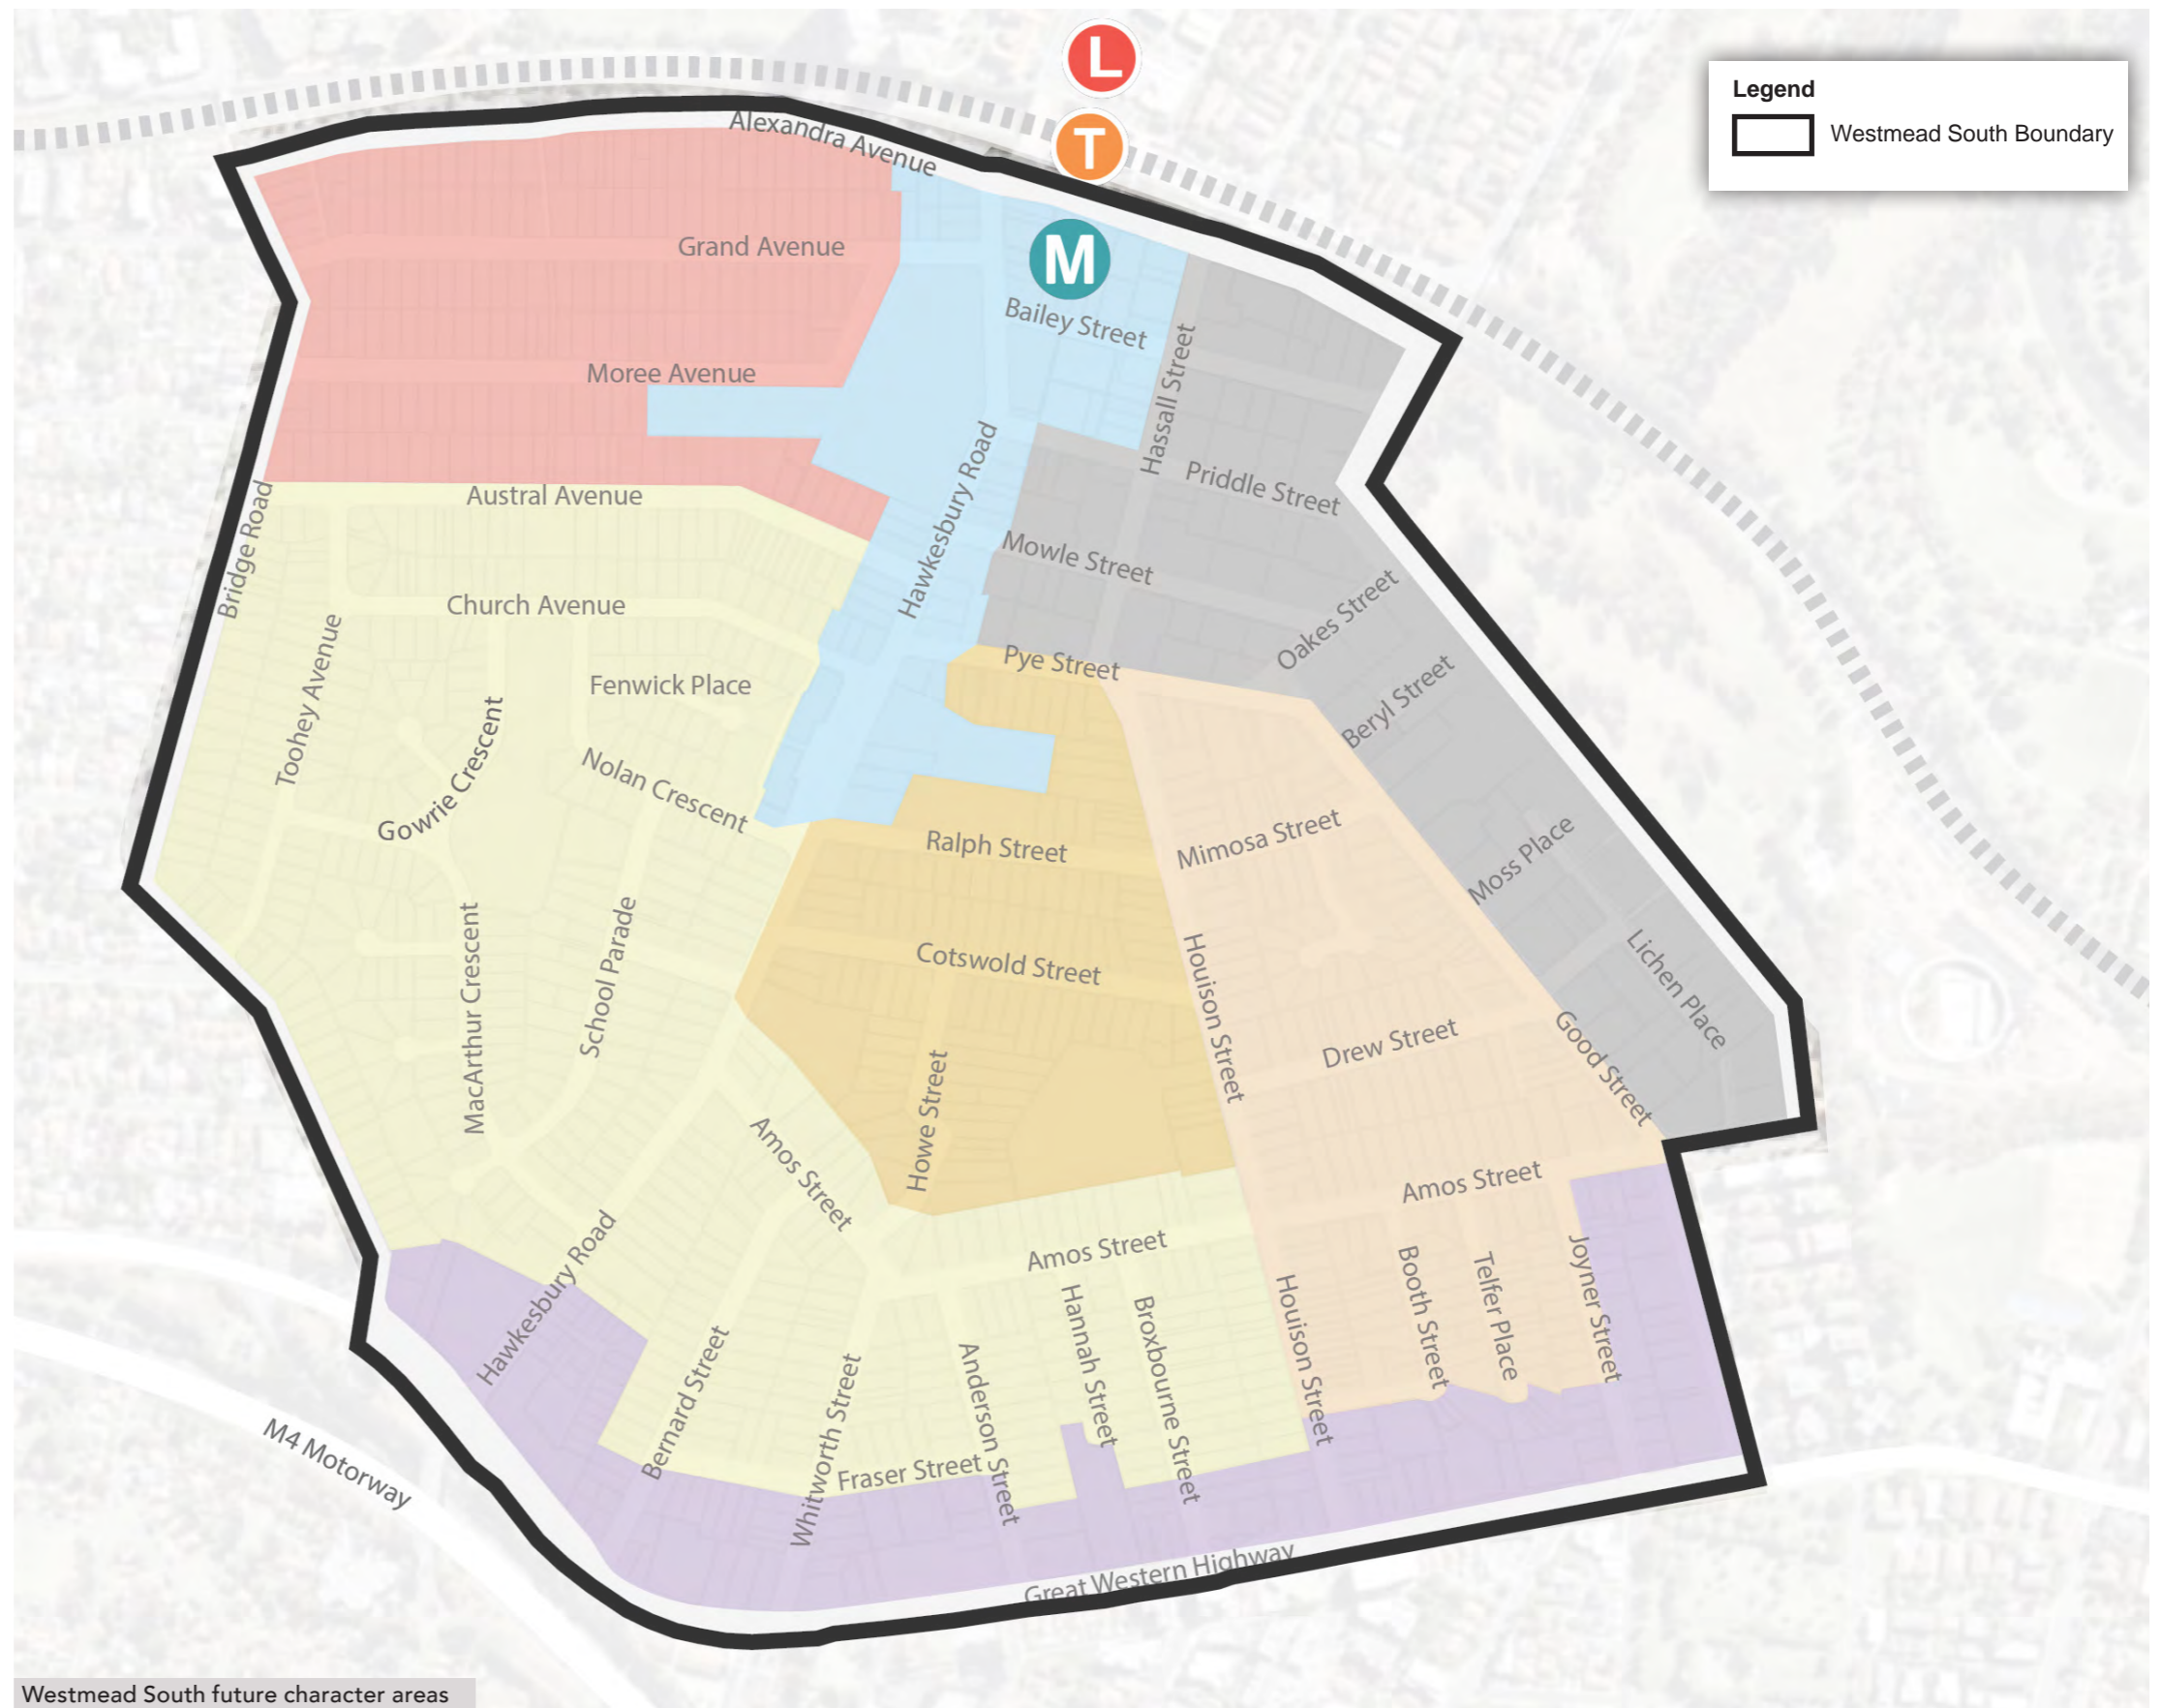 L
T
M
Legend
Westmead South Boundary
Alexandra Avenue
Grand Avenue
Bailey Street
Moree Avenue
Hassall Street
Hawkesbury Road
Priddle Street
Austral Avenue
Bridge Road
Mowle Street
Oakes Street
Church Avenue
Toohey Avenue
Pye Street
Beryl Street
Fenwick Place
Gowrie Crescent
Nolan Crescent
Ralph Street
Mimosa Street
Moss Place
MacArthur Crescent
School Parade
Cotswold Street
Houison Street
Lichen Place
Drew Street
Good Street
Howe Street
Amos Street
Amos Street
Amos Street
Hawkesbury Road
Hannah Street
Broxbourne Street
Houison Street
Booth Street
Telfer Place
Joyner Street
Bernard Street
Whitworth Street
Anderson Street
Fraser Street
M4 Motorway
Great Western Highway
Westmead South future character areas